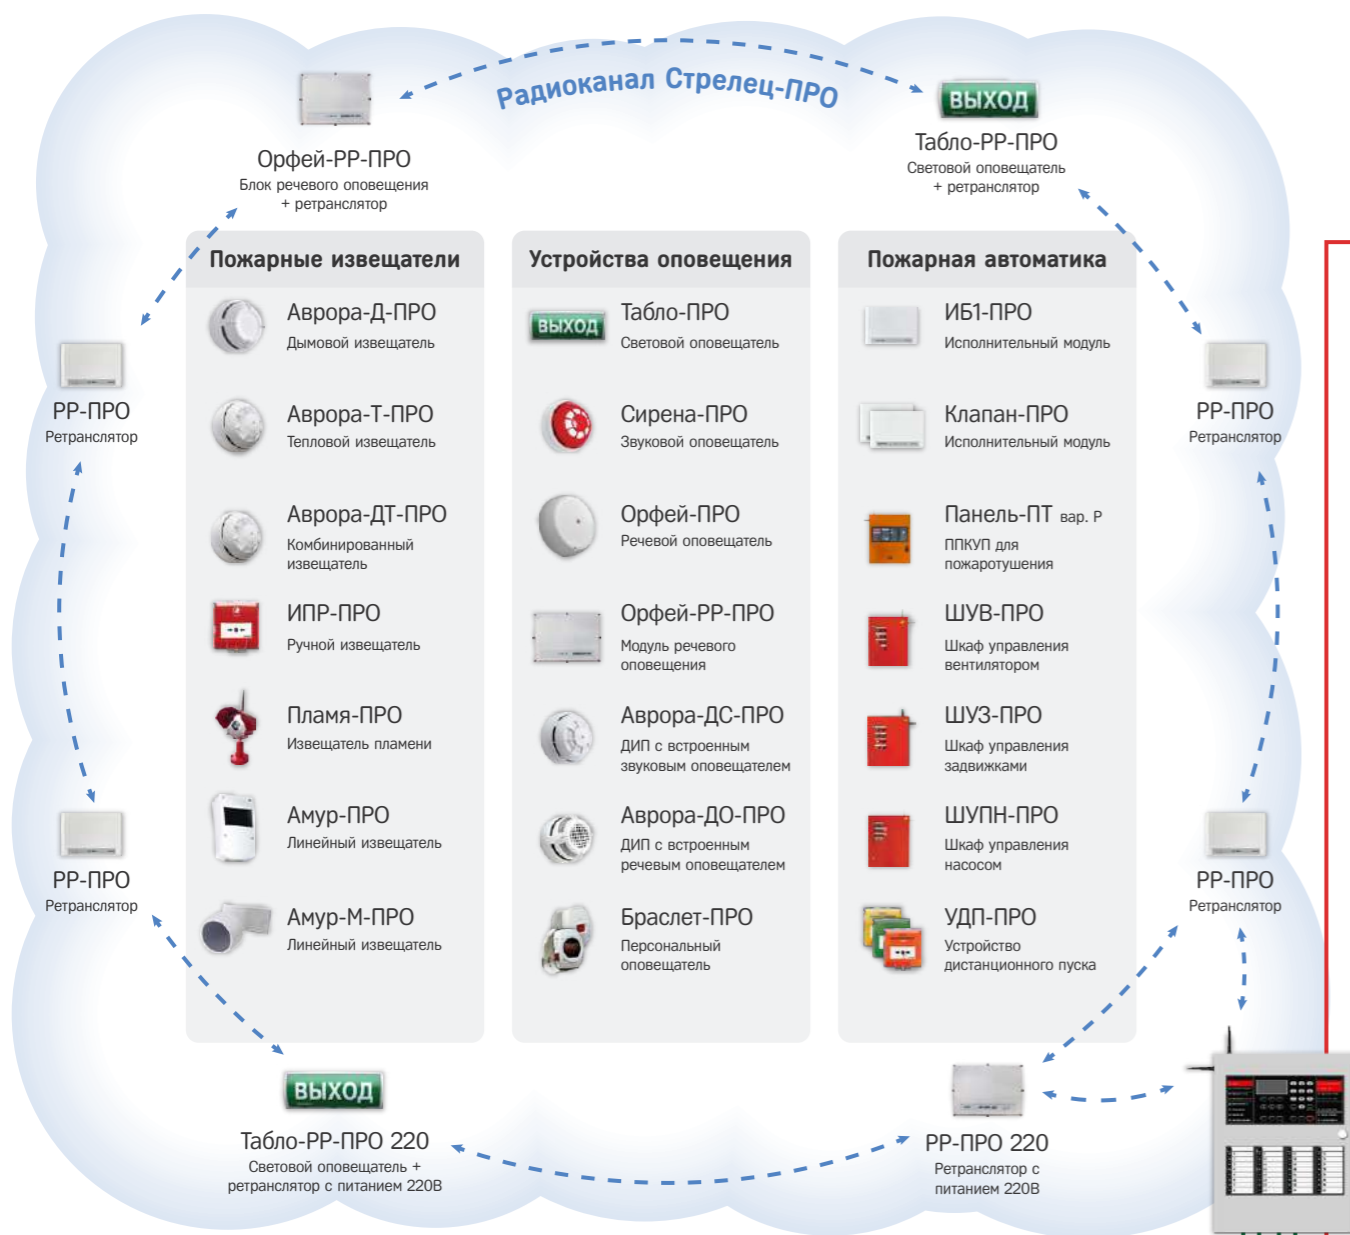 Радиоканал Стрелец-ПРО
ВЫХОД
Орфей-РР-ПРО
Блок речевого оповещения
+ ретранслятор
Табло-РР-ПРО
Световой оповещатель
+ ретранслятор
РР-ПРО
Ретранслятор
РР-ПРО
Ретранслятор
Пожарные извещатели
Аврора-Д-ПРО
Дымовой извещатель
Аврора-Т-ПРО
Тепловой извещатель
Аврора-ДТ-ПРО
Комбинированный
извещатель
ИПР-ПРО
Ручной извещатель
Пламя-ПРО
Извещатель пламени
Амур-ПРО
Линейный извещатель
Амур-М-ПРО
Линейный извещатель
Устройства оповещения
ВЫХОД
Табло-ПРО
Световой оповещатель
Сирена-ПРО
Звуковой оповещатель
Орфей-ПРО
Речевой оповещатель
Орфей-РР-ПРО
Модуль речевого
оповещения
Аврора-ДС-ПРО
ДИП с встроенным
звуковым оповещателем
Аврора-ДО-ПРО
ДИП с встроенным
речевым оповещателем
Браслет-ПРО
Персональный
оповещатель
Пожарная автоматика
ИБ1-ПРО
Исполнительный модуль
Клапан-ПРО
Исполнительный модуль
Панель-ПТ вар. Р
ППКУП для
пожаротушения
ШУВ-ПРО
Шкаф управления
вентилятором
ШУЗ-ПРО
Шкаф управления
задвижками
ШУПН-ПРО
Шкаф управления
насосом
УДП-ПРО
Устройство
дистанционного пуска
РР-ПРО
Ретранслятор
РР-ПРО
Ретранслятор
ВЫХОД
Табло-РР-ПРО 220
Световой оповещатель +
ретранслятор с питанием 220В
РР-ПРО 220
Ретранслятор с
питанием 220В